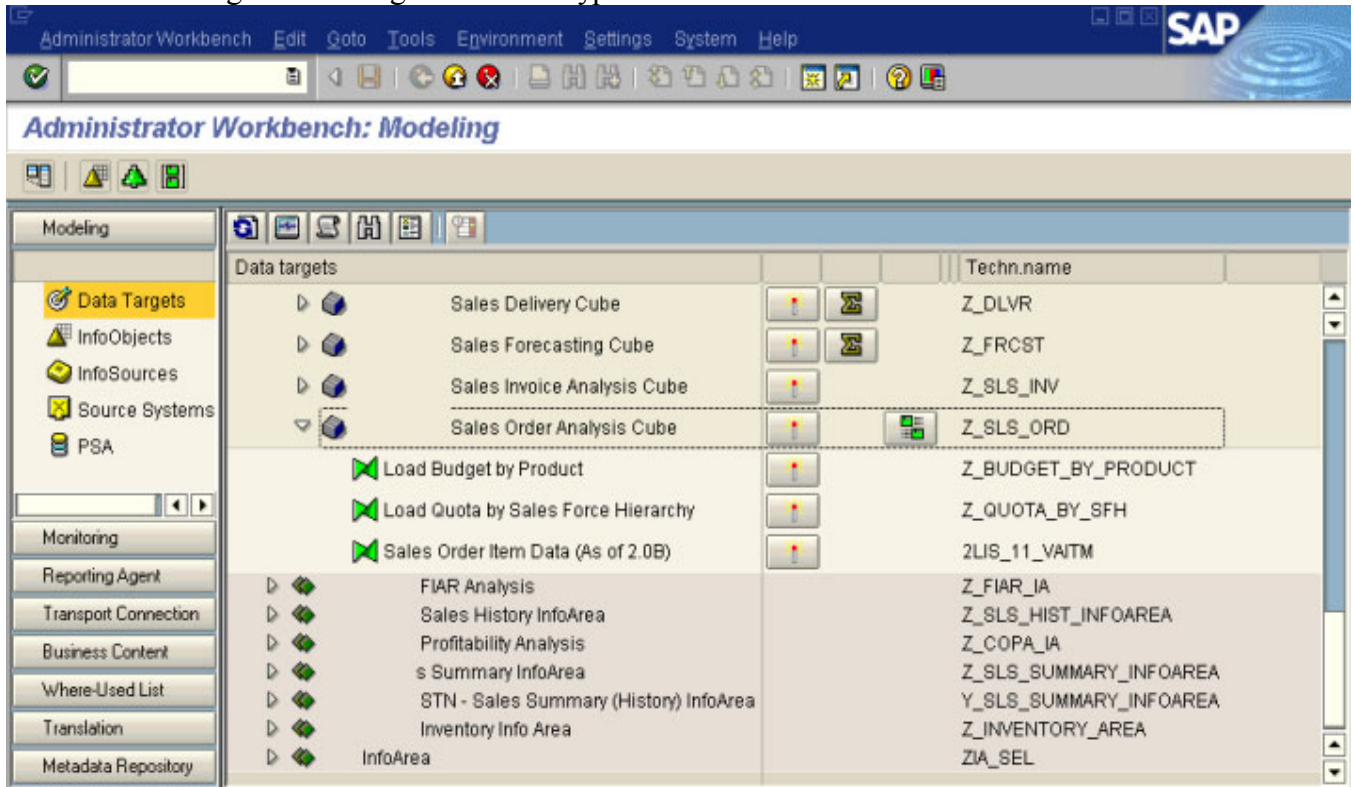 Administrator Workbench Edit Goto Tools Environment Settings System Help
SAP
Administrator Workbench: Modeling
Modeling
Data Targets
InfoObjects
InfoSources
Source Systems
PSA
Monitoring
Reporting Agent
Transport Connection
Business Content
Where-Used List
Translation
Metadata Repository
Data targets Techn.name
Sales Delivery Cube Z_DLVR
Sales Forecasting Cube Z_FRCST
Sales Invoice Analysis Cube Z_SLS_INV
Sales Order Analysis Cube Z_SLS_ORD
Load Budget by Product Z_BUDGET_BY_PRODUCT
Load Quota by Sales Force Hierarchy Z_QUOTA_BY_SFH
Sales Order Item Data (As of 2.0B) 2LIS_11_VAITM
FIAR Analysis Z_FIAR_IA
Sales History InfoArea Z_SLS_HIST_INFOAREA
Profitability Analysis Z_COPA_IA
s Summary InfoArea Z_SLS_SUMMARY_INFOAREA
STN - Sales Summary (History) InfoArea Y_SLS_SUMMARY_INFOAREA
Inventory Info Area Z_INVENTORY_AREA
InfoArea ZIA_SEL